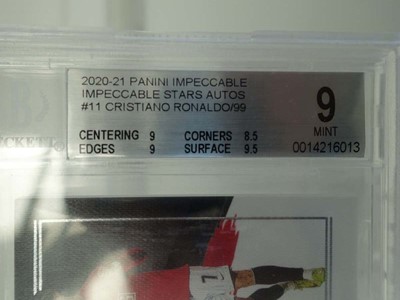 2020-21 PANINI IMPECCABLE
IMPECCABLE STARS AUTOS
#11 CRISTIANO RONALDO/99
CENTERING 9 CORNERS 8.5
EDGES 9 SURFACE 9.5
9
MINT
0014216013